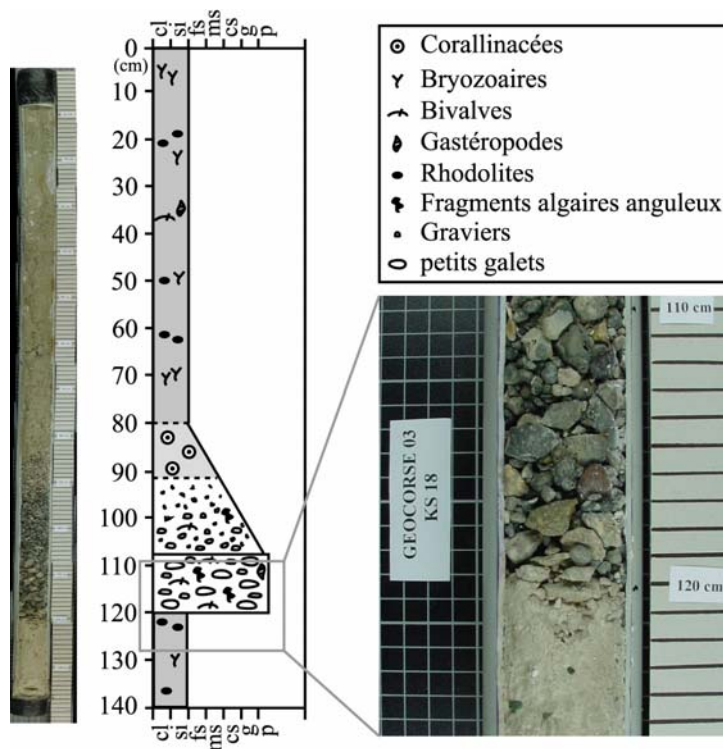 cl si fs ms cs g p
0
(cm)
10
20
30
40
50
60
70
80
90
100
110
120
130
140
cl si fs ms cs g p
Corallinacées
Bryozoaires
Bivalves
Gastéropodes
Rhodolites
Fragments algaires anguleux
Graviers
petits galets
GEOCORSE 03
KS 18
110 cm
120 cm